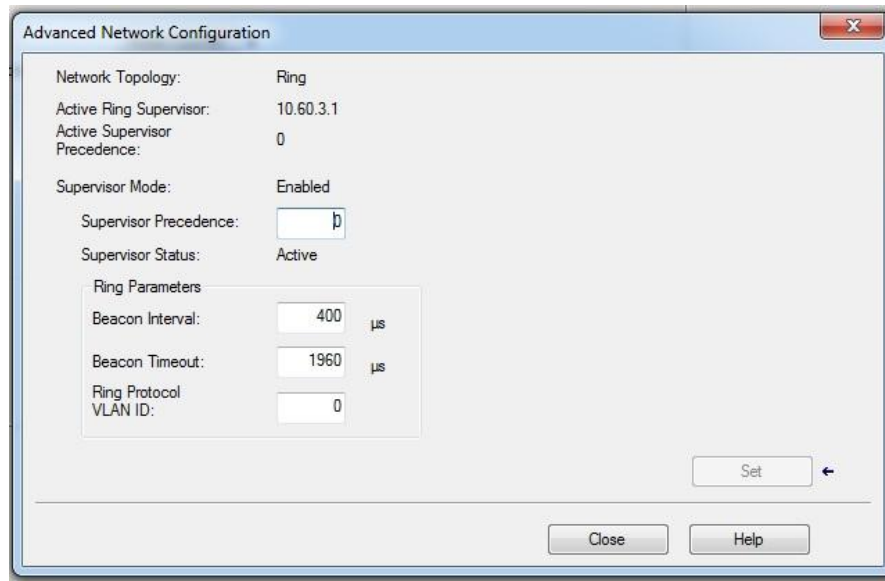 Advanced Network Configuration
Network Topology: Ring
Active Ring Supervisor: 10.60.3.1
Active Supervisor
Precedence: 0
Supervisor Mode: Enabled
Supervisor Precedence: 0
Supervisor Status: Active
Ring Parameters
Beacon Interval: 400 µs
Beacon Timeout: 1960 µs
Ring Protocol
VLAN ID: 0
Set
Close Help